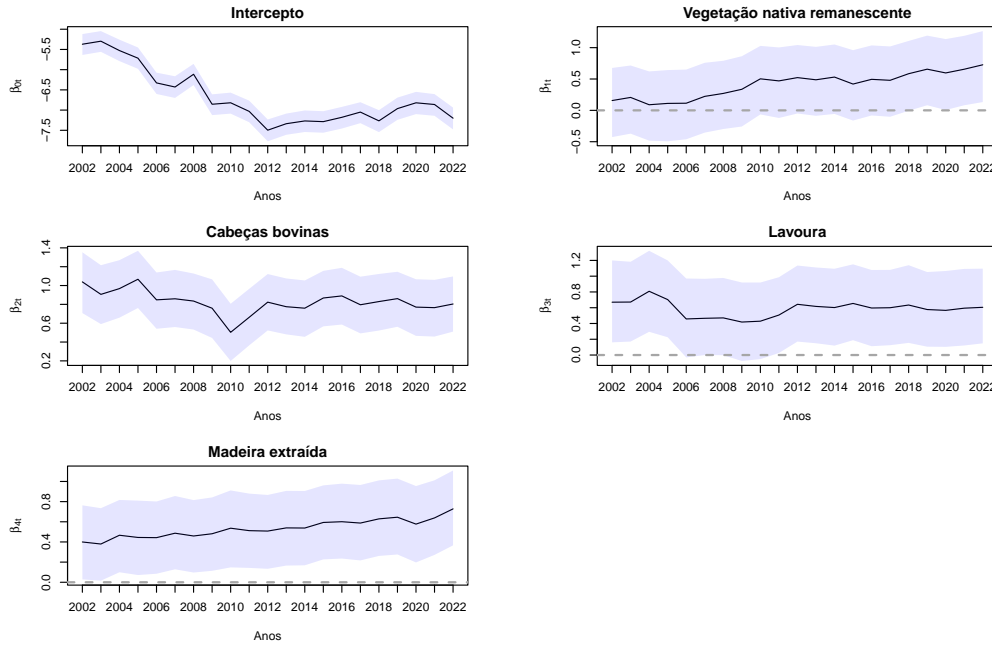 Intercepto
β0t
−5.5
−6.5
−7.5
2002 2004 2006 2008 2010 2012 2014 2016 2018 2020 2022
Anos
Vegetação nativa remanescente
β1t
1.0
0.5
0.0
−0.5
2002 2004 2006 2008 2010 2012 2014 2016 2018 2020 2022
Anos
Cabeças bovinas
β2t
1.4
1.0
0.6
0.2
2002 2004 2006 2008 2010 2012 2014 2016 2018 2020 2022
Anos
Lavoura
β3t
1.2
0.8
0.4
0.0
2002 2004 2006 2008 2010 2012 2014 2016 2018 2020 2022
Anos
Madeira extraída
β4t
0.8
0.4
0.0
2002 2004 2006 2008 2010 2012 2014 2016 2018 2020 2022
Anos